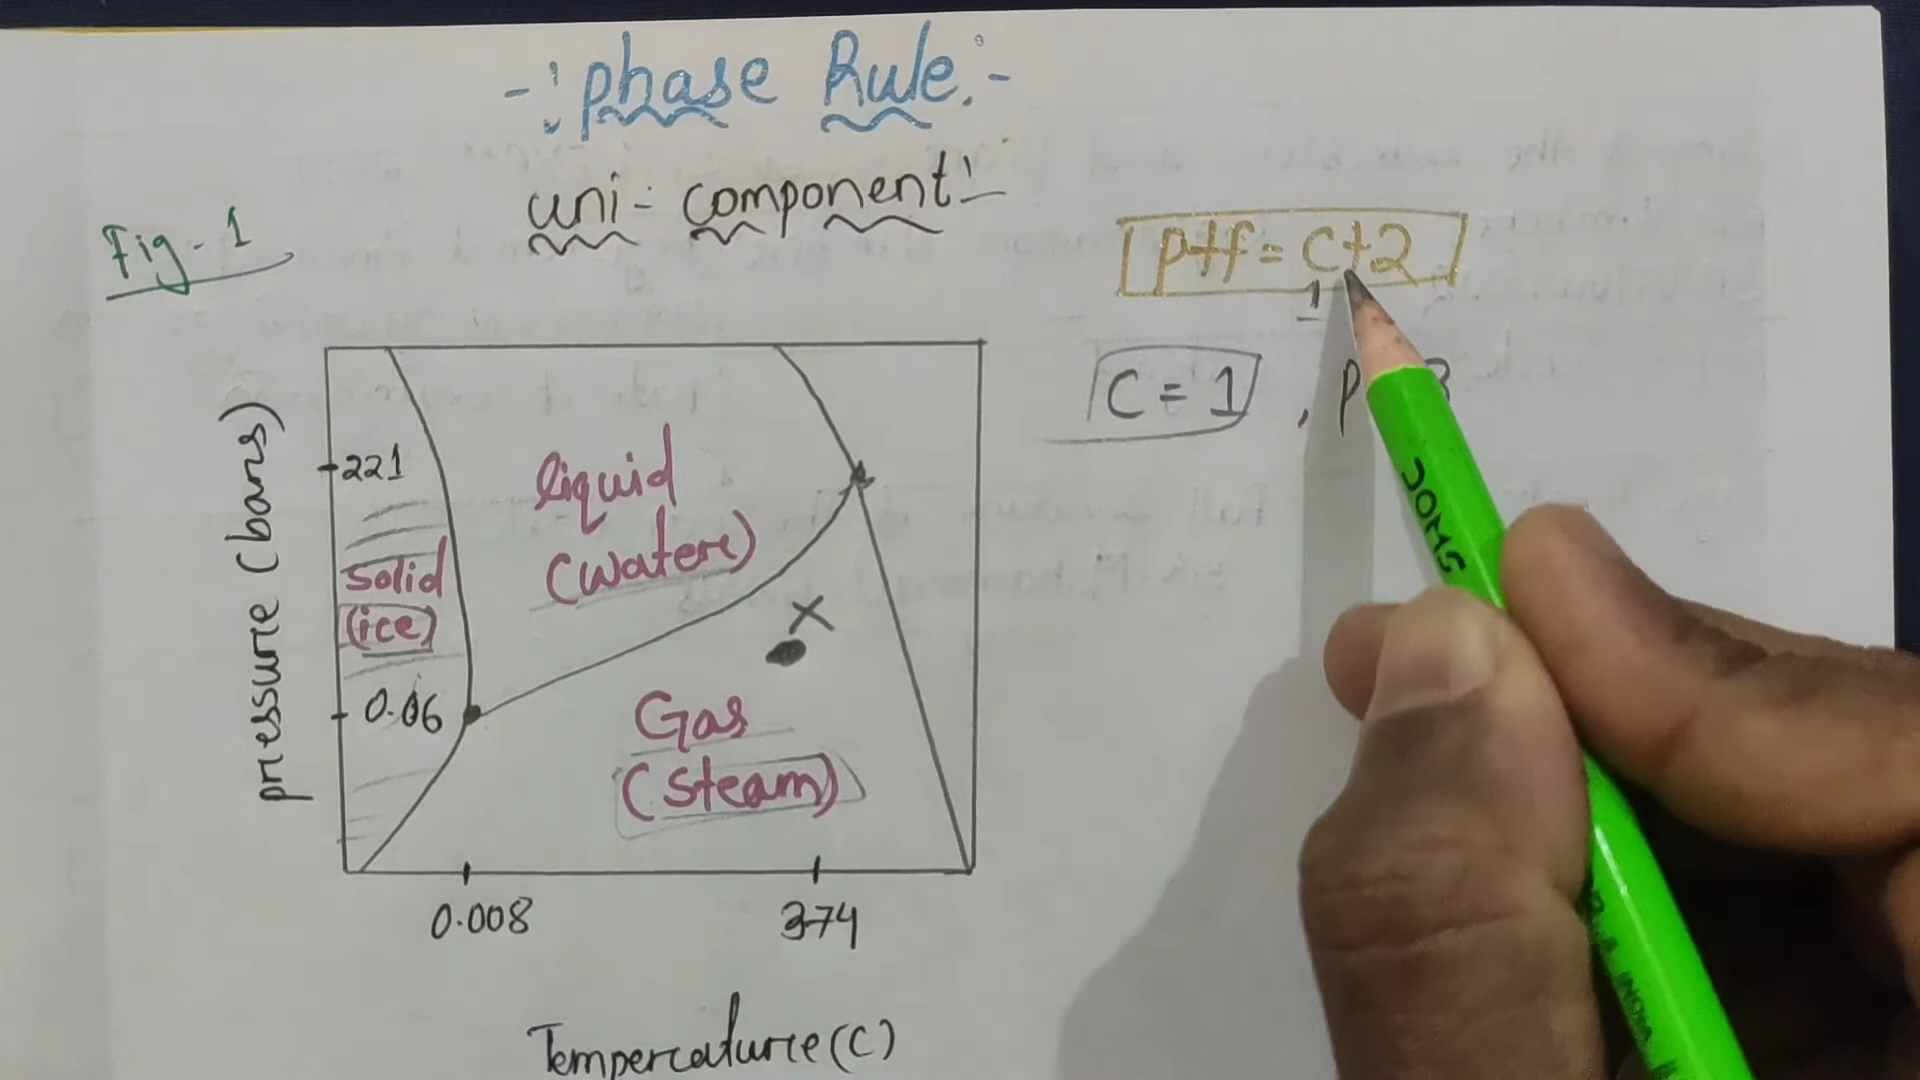 -: phase Rule :-
uni- component :-
Fig- 1
p+f = c+2
1
C = 1 , P
pressure (bars)
221
liquid
(water)
solid
(ice)
0.06
X
Gas
(steam)
0.008
374
Temperature (C)
DOMS